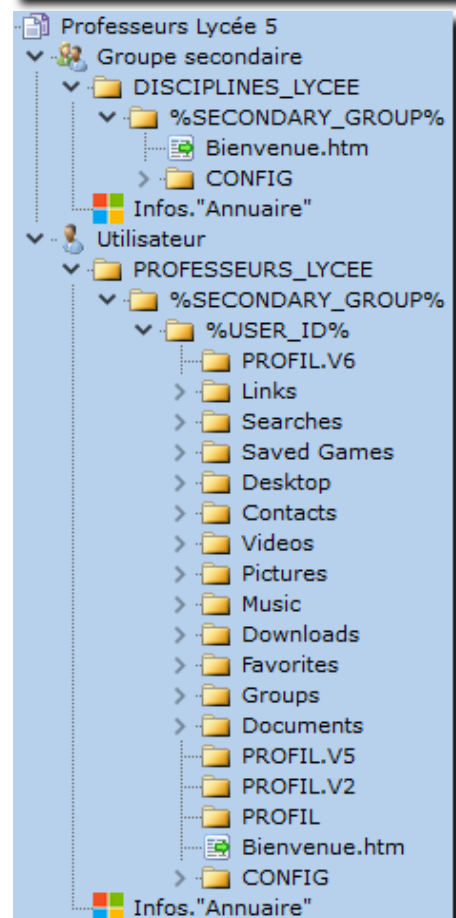 Professeurs Lycée 5
Groupe secondaire
DISCIPLINES_LYCEE
%SECONDARY_GROUP%
Bienvenue.htm
CONFIG
Infos."Annuaire"
Utilisateur
PROFESSEURS_LYCEE
%SECONDARY_GROUP%
%USER_ID%
PROFIL.V6
Links
Searches
Saved Games
Desktop
Contacts
Videos
Pictures
Music
Downloads
Favorites
Groups
Documents
PROFIL.V5
PROFIL.V2
PROFIL
Bienvenue.htm
CONFIG
Infos."Annuaire"